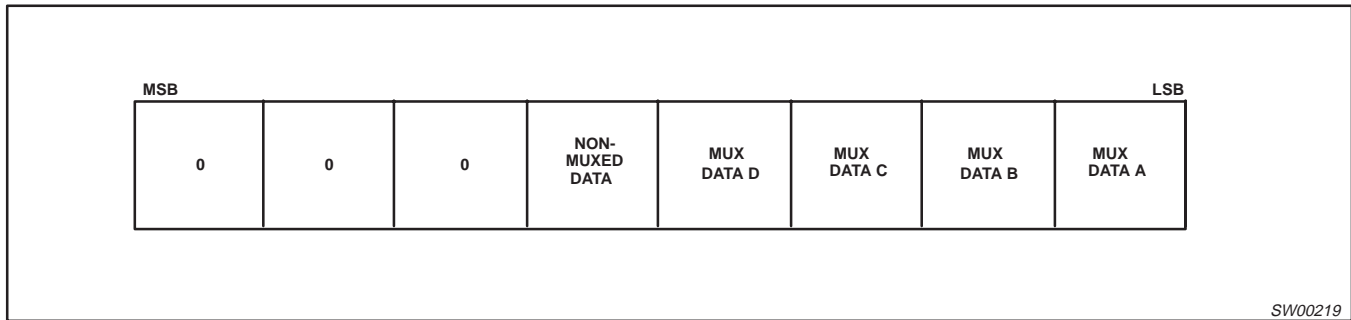 MSB LSB
0 0 0 NON-
MUXED
DATA MUX
DATA D MUX
DATA C MUX
DATA B MUX
DATA A
SW00219